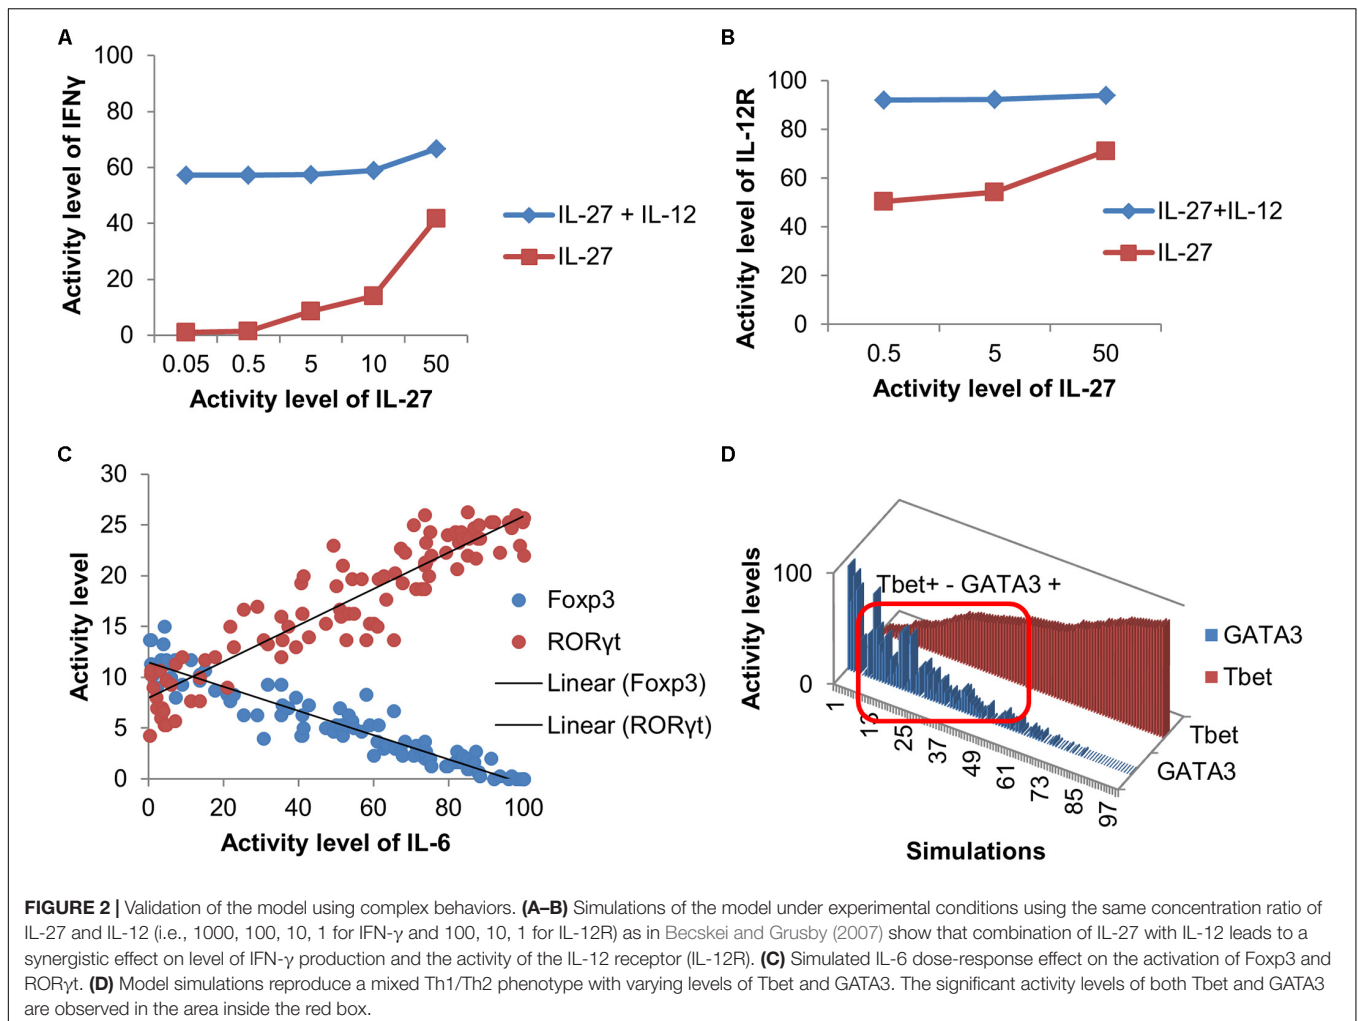 A
100
80
60
40
20
0
Activity level of IFNγ
0.05 0.5 5 10 50
Activity level of IL-27
IL-27 + IL-12
IL-27
B
100
80
60
40
20
0
Activity level of IL-12R
0.5 5 50
Activity level of IL-27
IL-27+IL-12
IL-27
C
30
25
20
15
10
5
0
Activity level
0 20 40 60 80 100
Activity level of IL-6
Foxp3
RORγt
Linear (Foxp3)
Linear (RORγt)
D
Activity levels
100
0
Tbet+ - GATA3 +
1 13 25 37 49 61 73 85 97
Simulations
Tbet
GATA3
GATA3
Tbet
FIGURE 2 | Validation of the model using complex behaviors. (A–B) Simulations of the model under experimental conditions using the same concentration ratio of
IL-27 and IL-12 (i.e., 1000, 100, 10, 1 for IFN-γ and 100, 10, 1 for IL-12R) as in Becskei and Grusby (2007) show that combination of IL-27 with IL-12 leads to a
synergistic effect on level of IFN-γ production and the activity of the IL-12 receptor (IL-12R). (C) Simulated IL-6 dose-response effect on the activation of Foxp3 and
RORγt. (D) Model simulations reproduce a mixed Th1/Th2 phenotype with varying levels of Tbet and GATA3. The significant activity levels of both Tbet and GATA3
are observed in the area inside the red box.